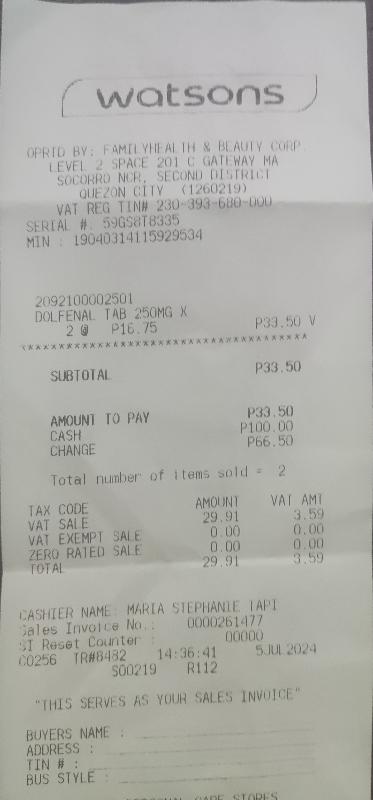 watsons
OPRTD BY: FAMILYHEALTH & BEAUTY CORP.
LEVEL 2 SPACE 201 C GATEWAY MA
SOCORRO NCR, SECOND DISTRICT
QUEZON CITY (1260219)
VAT REG TIN# 230-393-680-000
SERIAL #: 59GS8T8335
MIN : 19040314115929534
2092100002501
DOLFENAL TAB 250MG X
2 @ P16.75 P33.50 V
***************************************
SUBTOTAL P33.50
AMOUNT TO PAY P33.50
CASH P100.00
CHANGE P66.50
Total number of items sold = 2
TAX CODE AMOUNT VAT AMT
VAT SALE 29.91 3.59
VAT EXEMPT SALE 0.00 0.00
ZERO RATED SALE 0.00 0.00
TOTAL 29.91 3.59
CASHIER NAME: MARIA STEPHANIE TAPI
Sales Invoice No.: 0000261477
SI Reset Counter : 00000
C0256 TR#8482 14:36:41 5JUL2024
S00219 R112
"THIS SERVES AS YOUR SALES INVOICE"
BUYERS NAME :
ADDRESS :
TIN # :
BUS STYLE :
CARE STORES